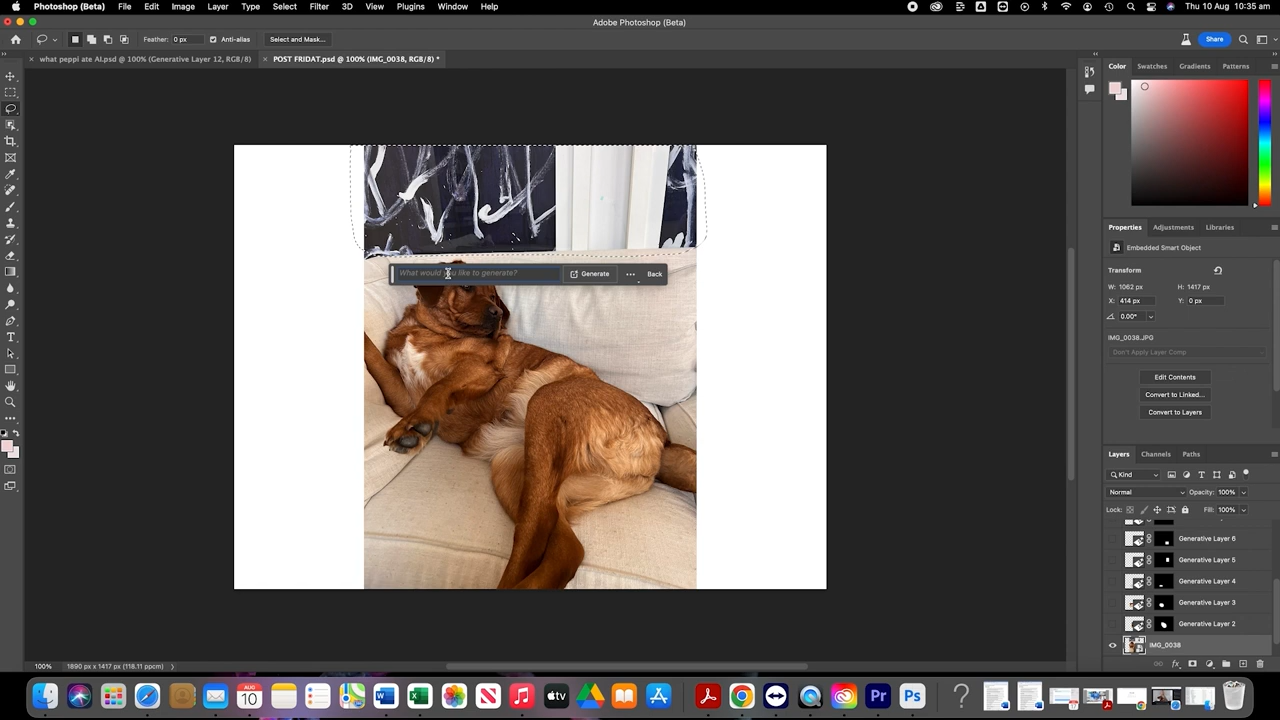 Photoshop (Beta) File Edit Image Layer Type Select Filter 3D View Plugins Window Help
Thu 10 Aug 10:35 am
Adobe Photoshop (Beta)
Feather: 0 px Anti-alias Select and Mask...
Share
what peppi ate AI.psd @ 100% (Generative Layer 12, RGB/8)
POST FRIDAT.psd @ 100% (IMG_0038, RGB/8) *
Color Swatches Gradients Patterns
Properties Adjustments Libraries
Embedded Smart Object
Transform
W: 1062 px H: 1417 px
X: 414 px Y: 0 px
0.00°
IMG_0038.JPG
Don't Apply Layer Comp
Edit Contents
Convert to Linked...
Convert to Layers
What would you like to generate?
Generate
Back
Layers Channels Paths
Kind
Normal Opacity: 100%
Lock: Fill: 100%
Generative Layer 6
Generative Layer 5
Generative Layer 4
Generative Layer 3
Generative Layer 2
IMG_0038
100% 1890 px x 1417 px (118.11 ppcm)
AUG
10
tv
Pr
Ps